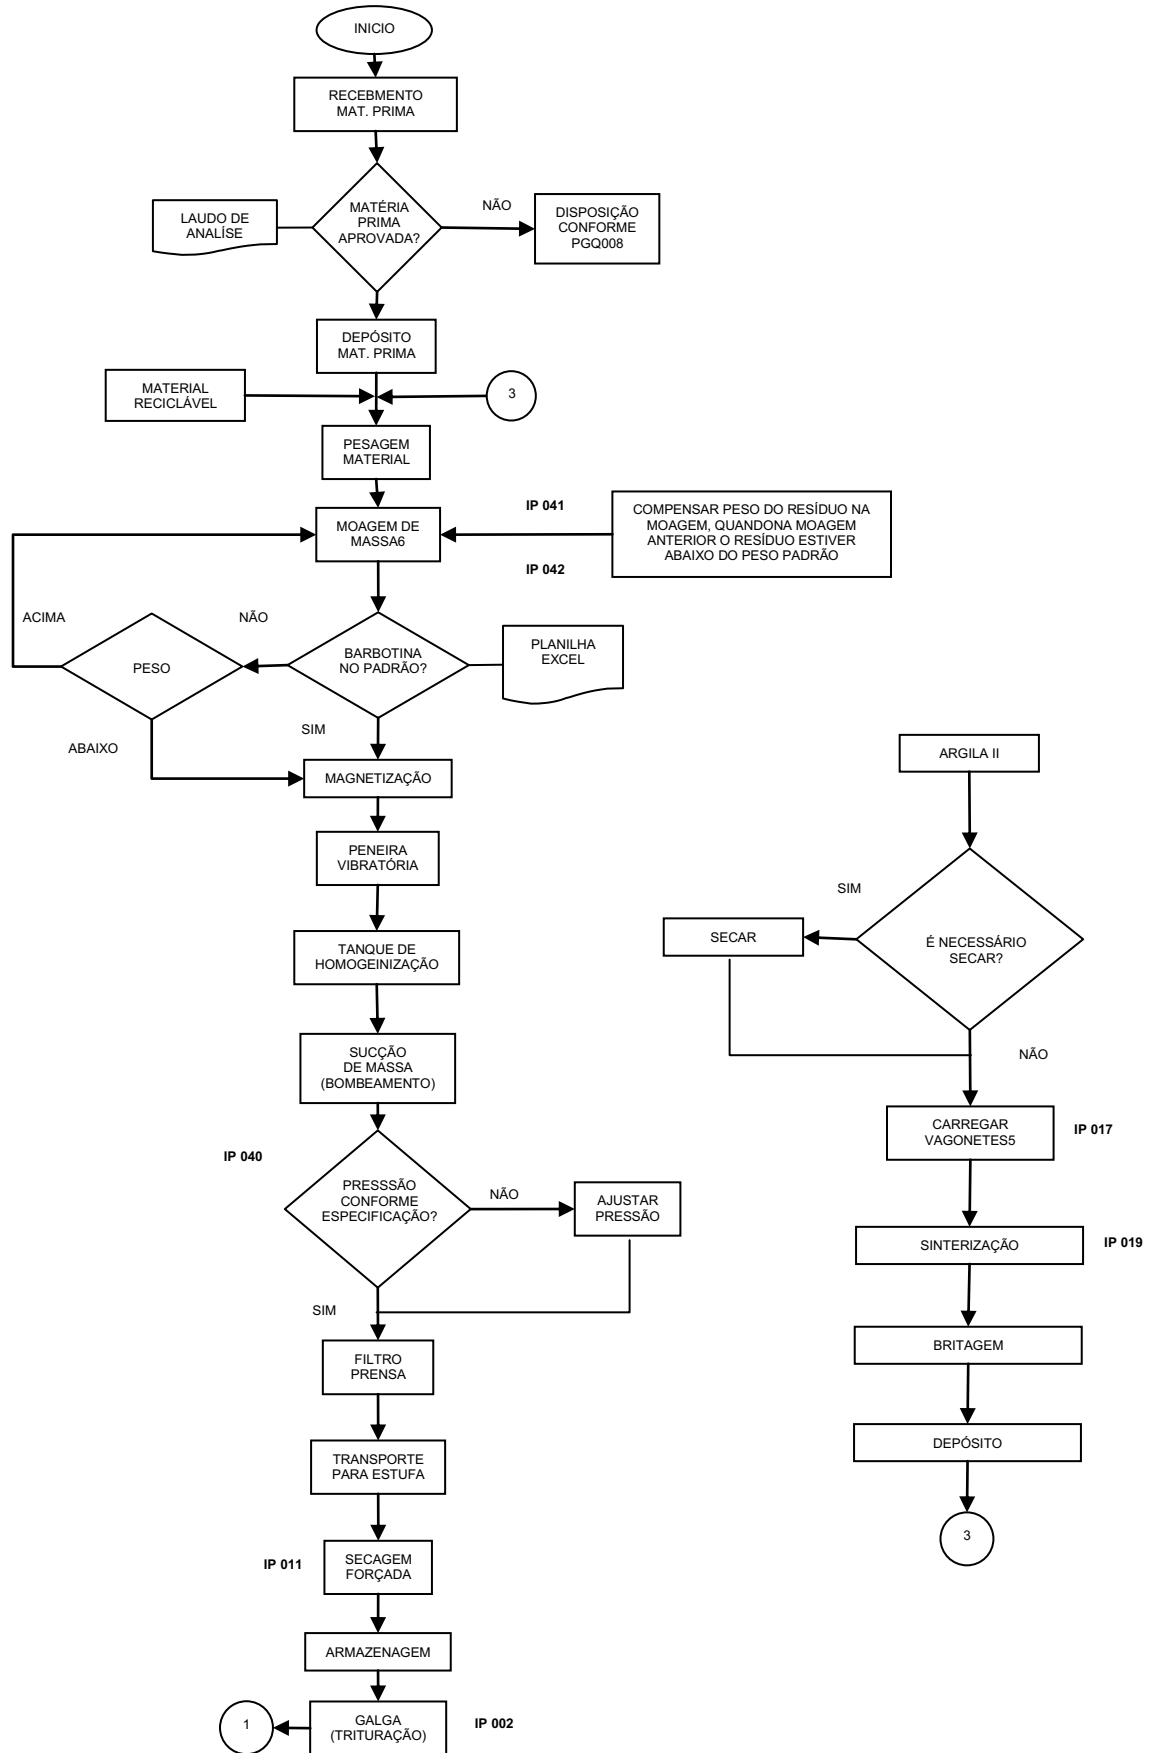 INICIO
RECEBMENTO
MAT. PRIMA
LAUDO DE
ANALÍSE
MATÉRIA
PRIMA
APROVADA?
NÃO
DISPOSIÇÃO
CONFORME
PGQ008
DEPÓSITO
MAT. PRIMA
MATERIAL
RECICLÁVEL
3
PESAGEM
MATERIAL
MOAGEM DE
MASSA6
IP 041
IP 042
COMPENSAR PESO DO RESÍDUO NA
MOAGEM, QUANDONA MOAGEM
ANTERIOR O RESÍDUO ESTIVER
ABAIXO DO PESO PADRÃO
ACIMA
PESO
NÃO
BARBOTINA
NO PADRÃO?
PLANILHA
EXCEL
ABAIXO
SIM
MAGNETIZAÇÃO
PENEIRA
VIBRATÓRIA
TANQUE DE
HOMOGEINIZAÇÃO
SUCÇÃO
DE MASSA
(BOMBEAMENTO)
IP 040
PRESSSÃO
CONFORME
ESPECIFICAÇÃO?
NÃO
AJUSTAR
PRESSÃO
SIM
FILTRO
PRENSA
TRANSPORTE
PARA ESTUFA
IP 011
SECAGEM
FORÇADA
ARMAZENAGEM
1
GALGA
(TRITURAÇÃO)
IP 002
ARGILA II
SIM
SECAR
É NECESSÁRIO
SECAR?
NÃO
CARREGAR
VAGONETES5
IP 017
SINTERIZAÇÃO
IP 019
BRITAGEM
DEPÓSITO
3